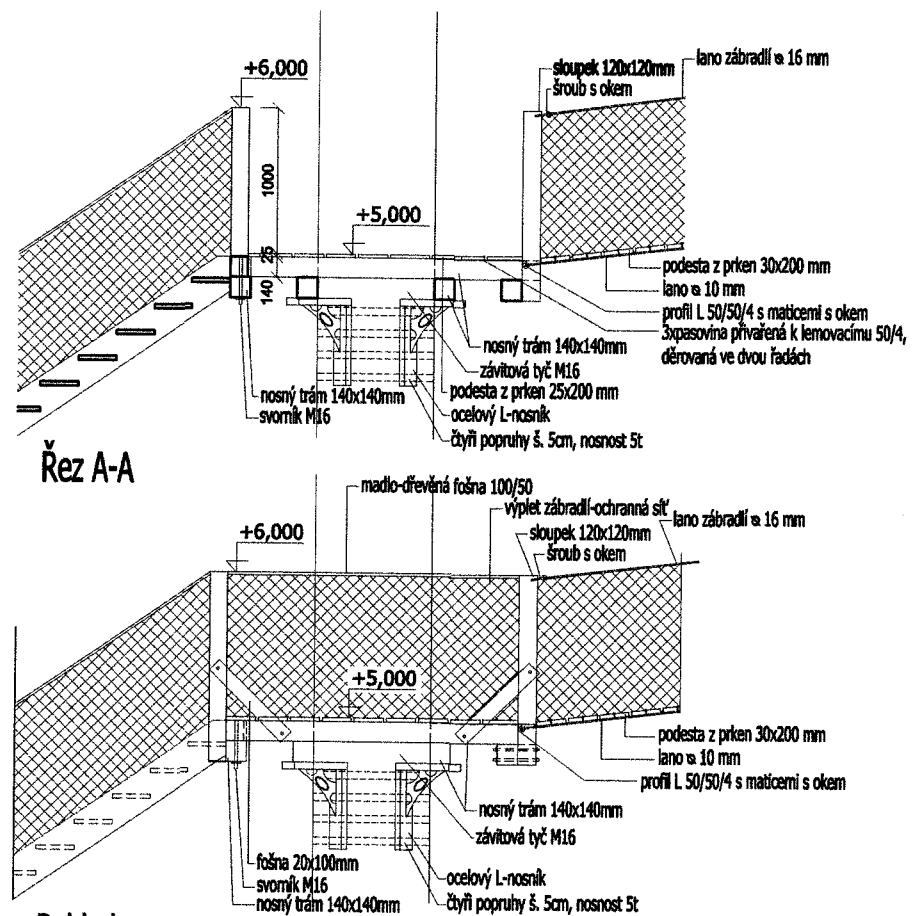 +6,000
sloupek 120x120mm
lano zábradlí ⌀ 16 mm
šroub s okem
1000
+5,000
25
140
podesta z prken 30x200 mm
lano ⌀ 10 mm
profil L 50/50/4 s maticemi s okem
3xpasovina přivařená k lemovacímu 50/4,
děrovaná ve dvou řadách
nosný trám 140x140mm
závitová tyč M16
nosný trám 140x140mm
podesta z prken 25x200 mm
svorník M16
ocelový L-nosník
čtyři popruhy š. 5cm, nosnost 5t
Řez A-A
madlo-dřevěná fošna 100/50
výplet zábradlí-ochranná síť
+6,000
sloupek 120x120mm
lano zábradlí ⌀ 16 mm
šroub s okem
+5,000
podesta z prken 30x200 mm
lano ⌀ 10 mm
profil L 50/50/4 s maticemi s okem
nosný trám 140x140mm
závitová tyč M16
fošna 20x100mm
svorník M16
ocelový L-nosník
nosný trám 140x140mm
čtyři popruhy š. 5cm, nosnost 5t